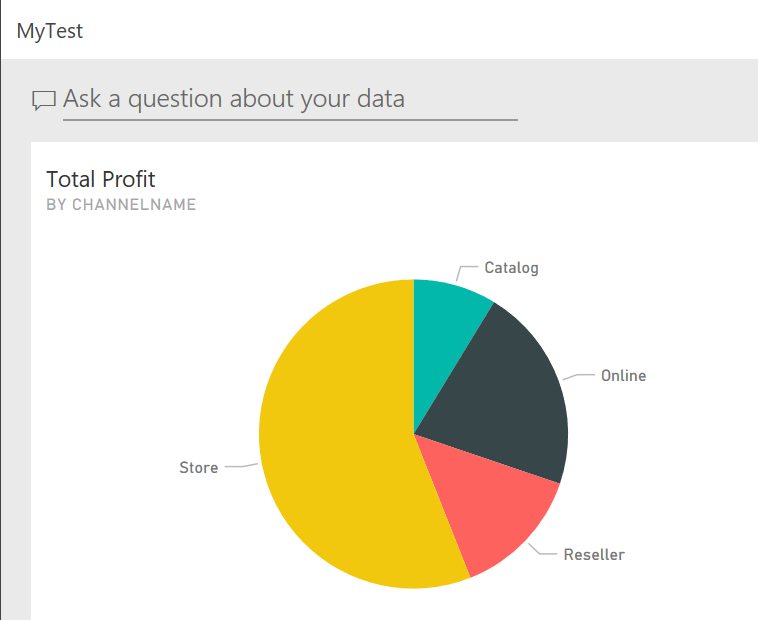 MyTest
Ask a question about your data
Total Profit
BY CHANNELNAME
Catalog
Online
Store
Reseller